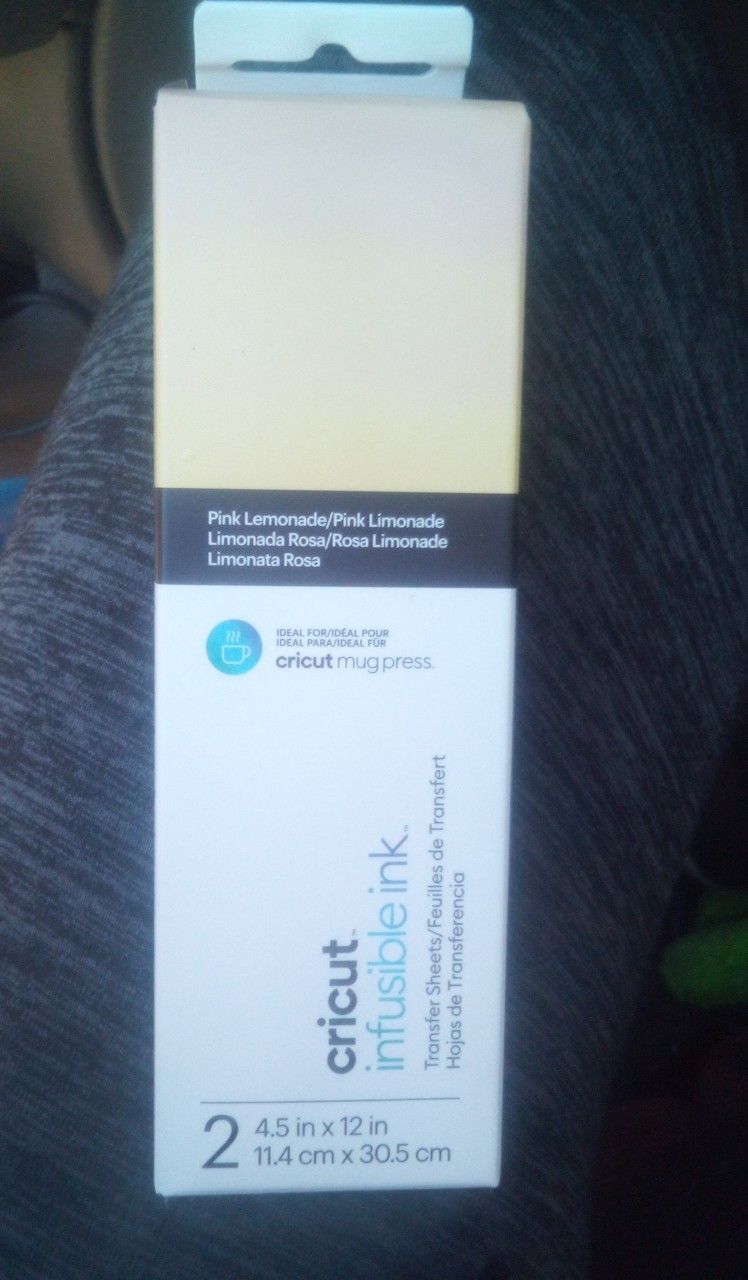 Pink Lemonade/Pink Limonade
Limonada Rosa/Rosa Limonade
Limonata Rosa
IDEAL FOR/IDÉAL POUR
IDEAL PARA/IDEAL FÜR
cricut mug press.
cricut™
infusible ink™
Transfer Sheets/Feuilles de Transfert
Hojas de Transferencia
2
4.5 in x 12 in
11.4 cm x 30.5 cm